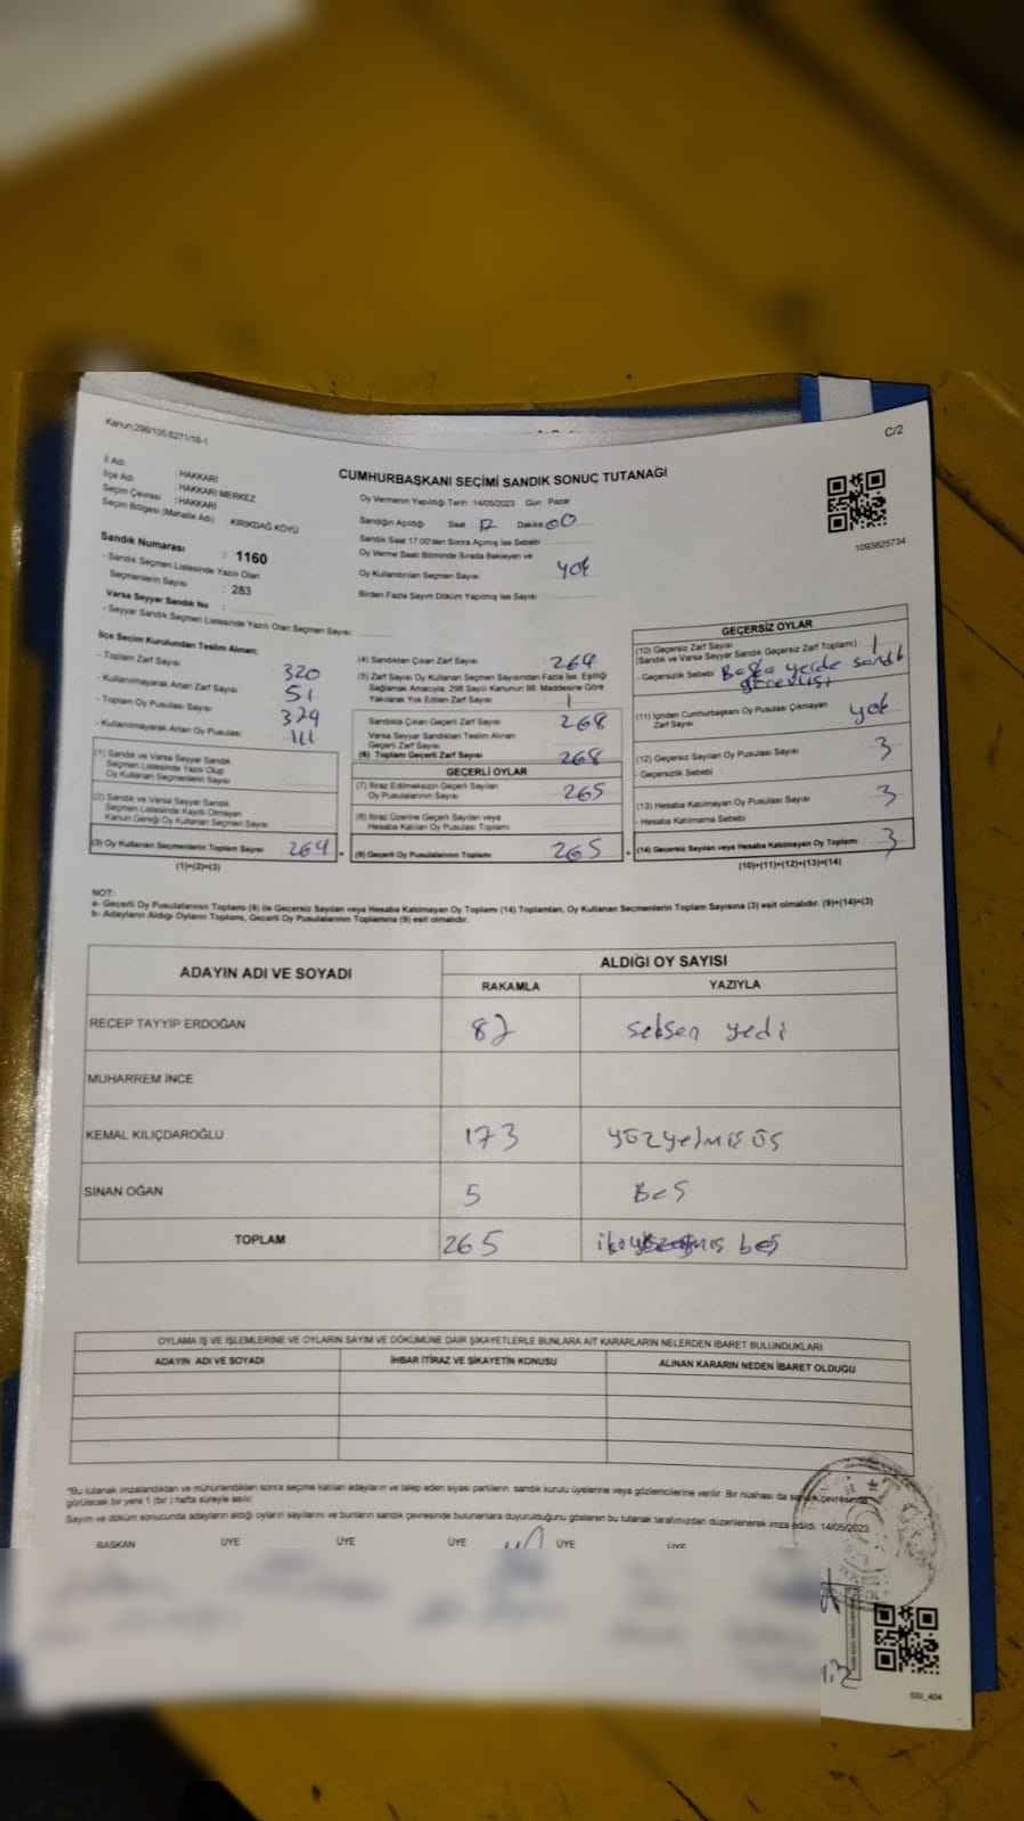 Kanun:298/105,6271/19-1
C/2
İl Adı : HAKKARİ
İlçe Adı : HAKKARİ MERKEZ
Seçim Çevresi : HAKKARİ
Seçim Bölgesi (Mahalle Adı) KIRIKDAĞ KÖYÜ
Sandık Numarası : 1160
- Sandık Seçmen Listesinde Yazılı Olan
Seçmenlerin Sayısı : 283
Varsa Seyyar Sandık No :
- Seyyar Sandık Seçmen Listesinde Yazılı Olan Seçmen Sayısı
CUMHURBAŞKANI SEÇİMİ SANDIK SONUÇ TUTANAĞI
Oy Vermenin Yapıldığı Tarih: 14/05/2023 Gün: Pazar
Sandığın Açıldığı Saat Dakika 00
Sandık Saat 17:00'den Sonra Açılmış İse Sebebi
Oy Verme Saati Bitiminde Sırada Bekleyen ve
Oy Kullandırılan Seçmen Sayısı yok
Birden Fazla Sayım Döküm Yapılmış İse Sayısı
1093625734
İlçe Seçim Kurulundan Teslim Alınan;
- Toplam Zarf Sayısı 320
- Kullanılmayarak Artan Zarf Sayısı 51
- Toplam Oy Pusulası Sayısı 379
- Kullanılmayarak Artan Oy Pusulası 111
(1) Sandık ve Varsa Seyyar Sandık
Seçmen Listesinde Yazılı Olup
Oy Kullanan Seçmenlerin Sayısı
(2) Sandık ve Varsa Seyyar Sandık
Seçmen Listesinde Kayıtlı Olmayan
Kanun Gereği Oy Kullanan Seçmen Sayısı
(3) Oy Kullanan Seçmenlerin Toplam Sayısı 269
(1)+(2)=(3)
(4) Sandıktan Çıkan Zarf Sayısı 269
(5) Zarf Sayısı Oy Kullanan Seçmen Sayısından Fazla İse, Eşitliği
Sağlamak Amacıyla, 298 Sayılı Kanunun 98. Maddesine Göre
Yakılarak Yok Edilen Zarf Sayısı 1
Sandıkta Çıkan Geçerli Zarf Sayısı 268
Varsa Seyyar Sandıktan Teslim Alınan
Geçerli Zarf Sayısı
(6) Toplam Geçerli Zarf Sayısı 268
GEÇERLİ OYLAR
(7) İtiraz Edilmeksizin Geçerli Sayılan
Oy Pusulalarının Sayısı 265
(8) İtiraz Üzerine Geçerli Sayılan veya
Hesaba Katılan Oy Pusulası Toplamı
(9) Geçerli Oy Pusulalarının Toplamı 265
GEÇERSİZ OYLAR
(10) Geçersiz Zarf Sayısı
(Sandık ve Varsa Seyyar Sandık Geçersiz Zarf Toplamı) : 1
- Geçersizlik Sebebi Başka yerde sandık
görevlisi
(11) İçinden Cumhurbaşkanı Oy Pusulası Çıkmayan
Zarf Sayısı yok
(12) Geçersiz Sayılan Oy Pusulası Sayısı 3
- Geçersizlik Sebebi
(13) Hesaba Katılmayan Oy Pusulası Sayısı 3
- Hesaba Katılmama Sebebi
(14) Geçersiz Sayılan veya Hesaba Katılmayan Oy Toplamı 3
(10)+(11)+(12)+(13)=(14)
NOT:
a- Geçerli Oy Pusulalarının Toplamı (9) ile Geçersiz Sayılan veya Hesaba Katılmayan Oy Toplamı (14) Toplamları, Oy Kullanan Seçmenlerin Toplam Sayısına (3) eşit olmalıdır. (9)+(14)=(3)
b- Adayların Aldığı Oyların Toplamı, Geçerli Oy Pusulalarının Toplamına (9) eşit olmalıdır.
ADAYIN ADI VE SOYADI
ALDIĞI OY SAYISI
RAKAMLA YAZIYLA
RECEP TAYYİP ERDOĞAN 87 seksen yedi
MUHARREM İNCE
KEMAL KILIÇDAROĞLU 173 yüzyetmiş üç
SİNAN OĞAN 5 Beş
TOPLAM 265 beş
OYLAMA İŞ VE İŞLEMLERİNE VE OYLARIN SAYIM VE DÖKÜMÜNE DAİR ŞİKAYETLERLE BUNLARA AİT KARARLARIN NELERDEN İBARET BULUNDUKLARI
ADAYIN ADI VE SOYADI İHBAR İTİRAZ VE ŞİKAYETİN KONUSU ALINAN KARARIN NEDEN İBARET OLDUĞU
"Bu tutanak imzalandıktan ve mühürlendikten sonra seçime katılan adayların ve talep eden siyasi partilerin, sandık kurulu üyelerine veya gözlemcilerine verilir. Bir nüshası da sandık çevresinde
görülecek bir yere 1 (bir) hafta süreyle asılır.
Sayım ve döküm sonucunda adayların aldığı oyların sayılarını ve bunların sandık çevresinde bulunanlara duyurulduğunu gösteren bu tutanak tarafımızdan düzenlenerek imza edildi. 14/05/2023
BAŞKAN ÜYE ÜYE ÜYE ÜYE ÜYE